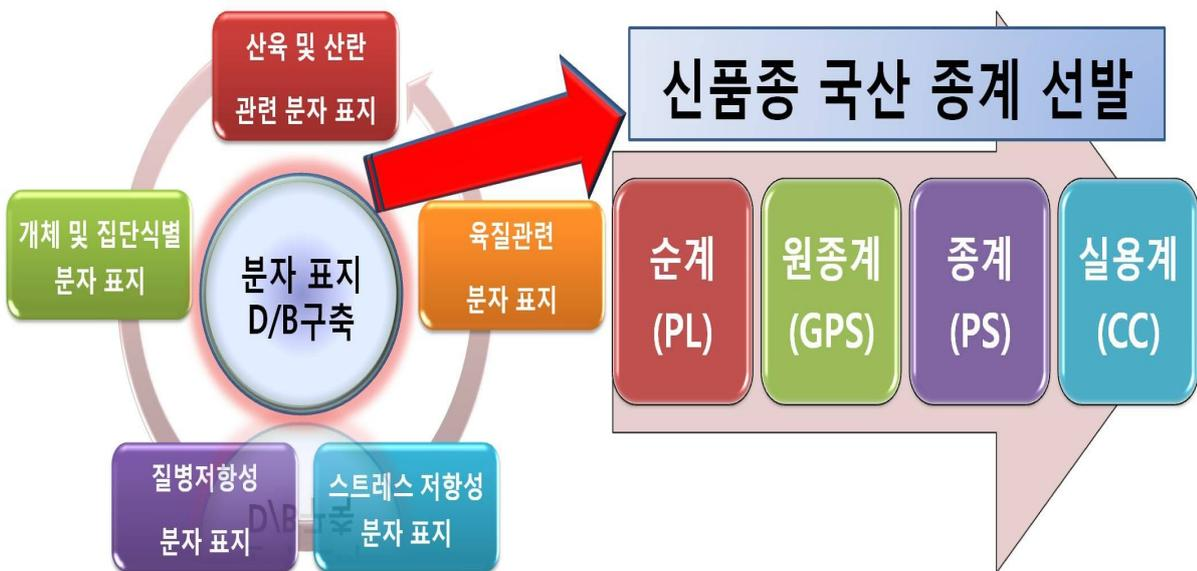 산육 및 산란
관련 분자 표지
개체 및 집단식별
분자 표지
분자 표지
D/B구축
육질관련
분자 표지
질병저항성
분자 표지
스트레스 저항성
분자 표지
D/B구축
신품종 국산 종계 선발
순계
(PL)
원종계
(GPS)
종계
(PS)
실용계
(CC)